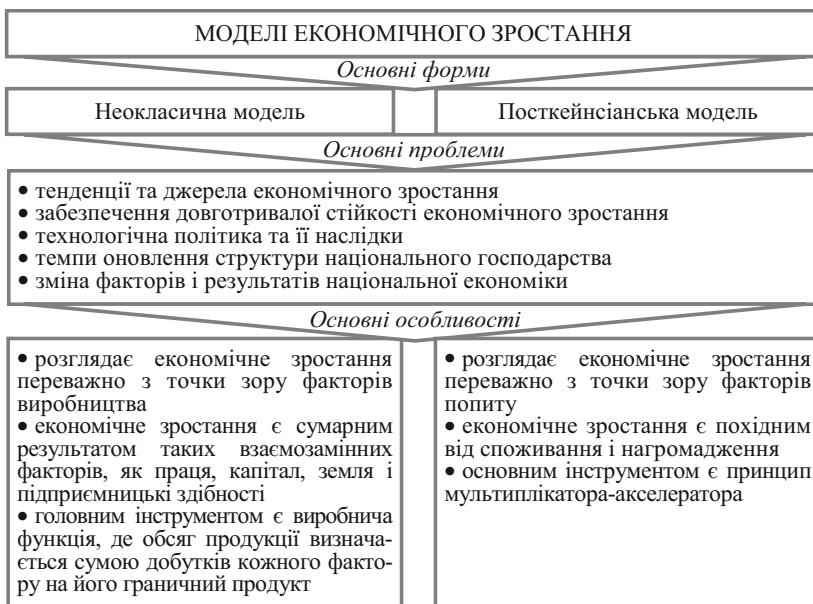 МОДЕЛІ ЕКОНОМІЧНОГО ЗРОСТАННЯ
Основні форми
Неокласична модель
Посткейнсіанська модель
Основні проблеми
• тенденції та джерела економічного зростання
• забезпечення довготривалої стійкості економічного зростання
• технологічна політика та її наслідки
• темпи оновлення структури національного господарства
• зміна факторів і результатів національної економіки
Основні особливості
• розглядає економічне зростання
переважно з точки зору факторів
виробництва
• економічне зростання є сумарним
результатом таких взаємозамінних
факторів, як праця, капітал, земля і
підприємницькі здібності
• головним інструментом є виробнича
функція, де обсяг продукції визнача-
ється сумою добутків кожного факто-
ру на його граничний продукт
• розглядає економічне зростання
переважно з точки зору факторів
попиту
• економічне зростання є похідним
від споживання і нагромадження
• основним інструментом є принцип
мультиплікатора-акселератора